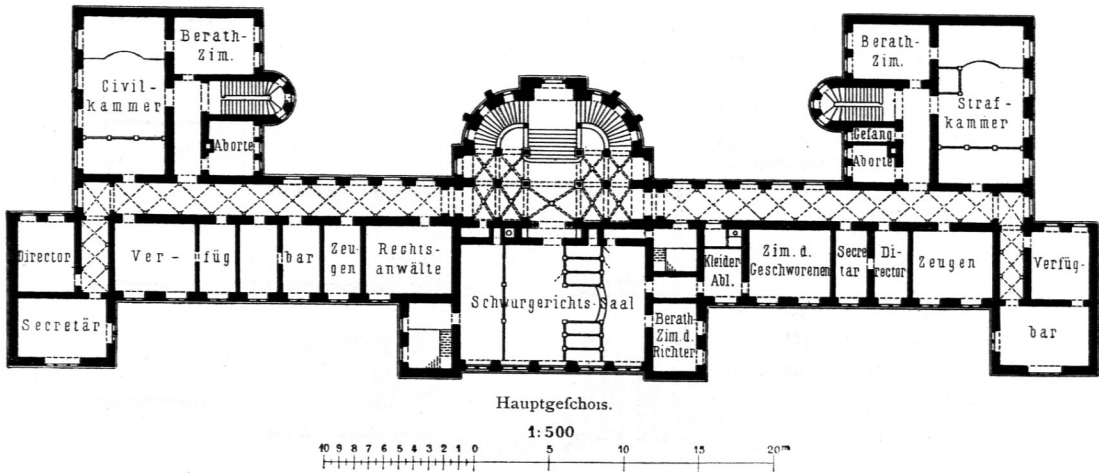 Berath-
Zim.
Civil-
kammer
Aborte
Berath-
Zim.
Straf-
kammer
Gefang
Aborte
Director
Ver-
füg
bar
Zeu-
gen
Rechts-
anwälte
Secretär
Schwurgerichts-Saal
Kleider
Abl.
Zim. d.
Geschworenen
Secre
tar
Di-
rector
Zeugen
Verfüg-
bar
Berath-
Zim. d.
Richter
Hauptgeſchois.
1:500
10 9 8 7 6 5 4 3 2 1 0 5 10 15 20m